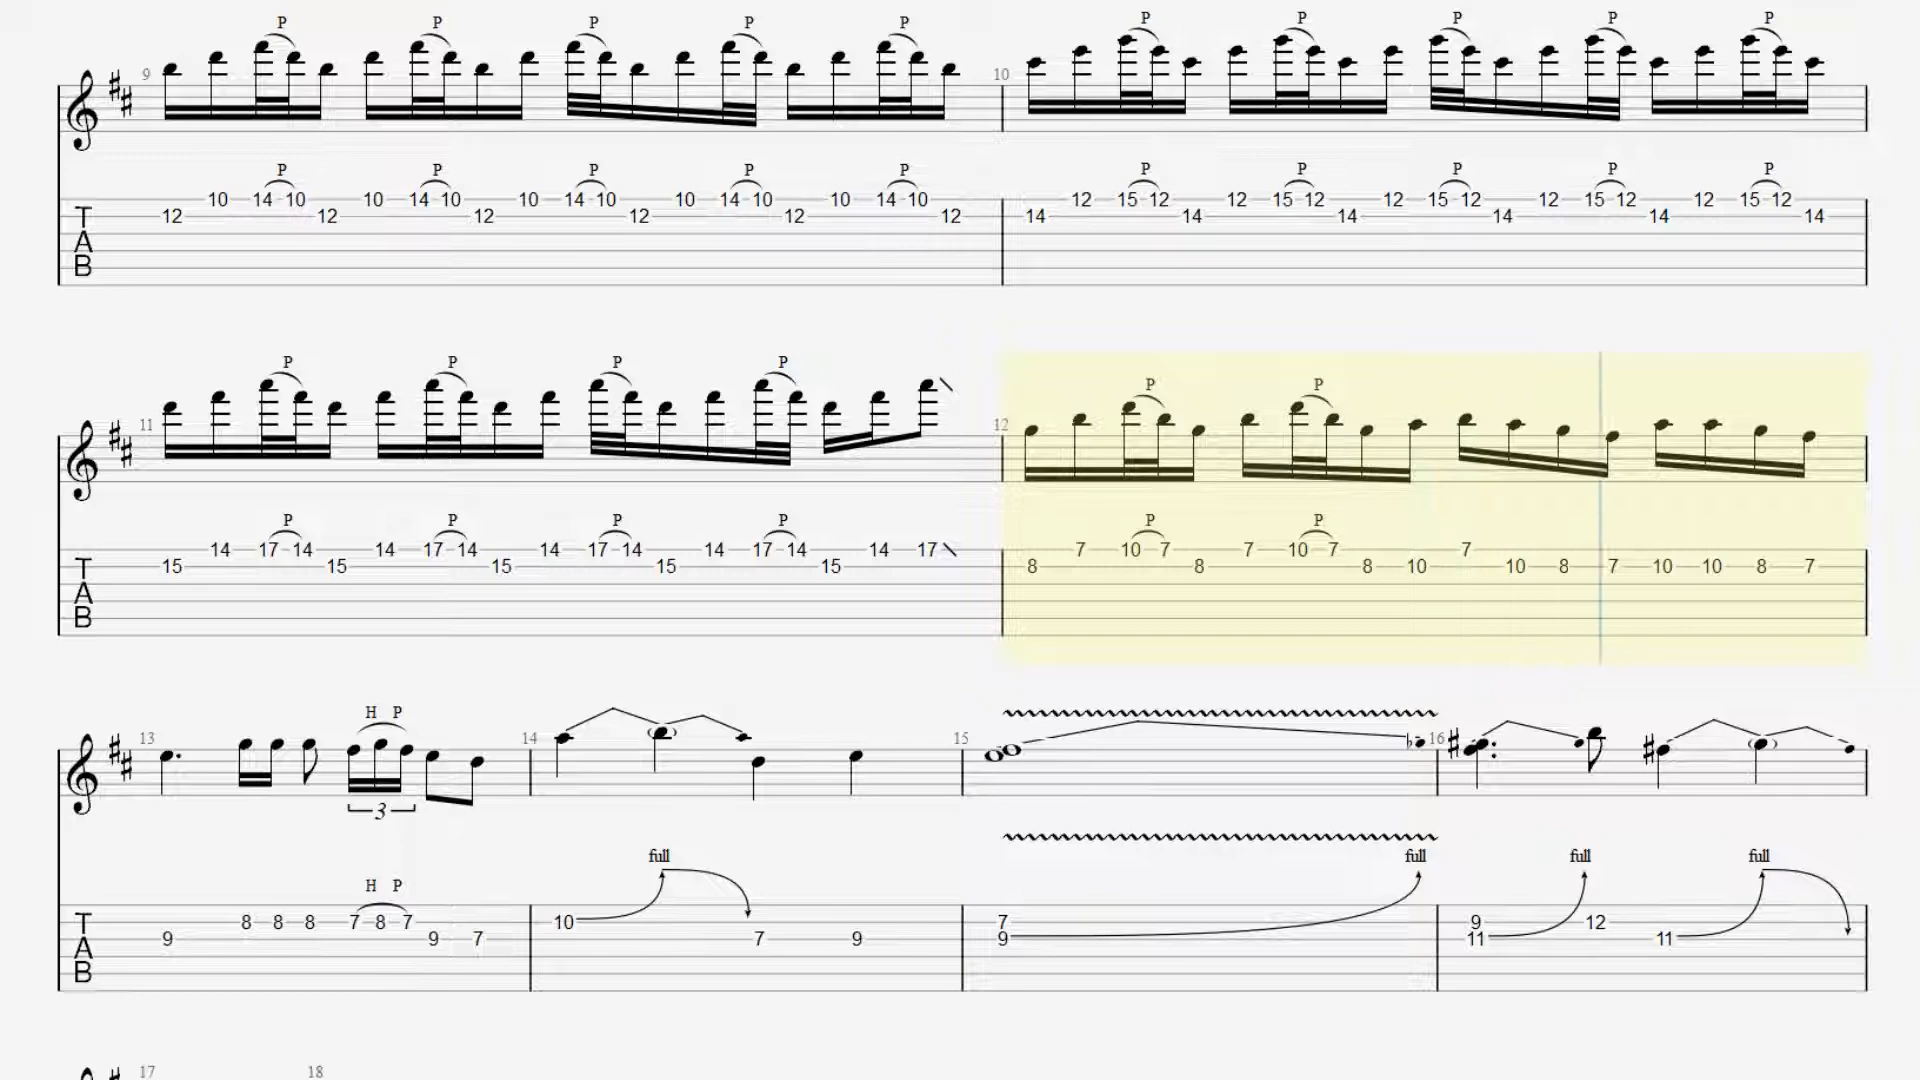 P P P P P P P P P P
9 10
P P P P P P P P P P
10 14 10 10 14 10 10 14 10 10 14 10 10 14 10 12 15 12 12 15 12 12 15 12 12 15 12 12 15 12
T 12 12 12 12 12 12 14 14 14 14 14 14
A
B
P P P P P P
11 12
P P P P P P
14 17 14 14 17 14 14 17 14 14 17 14 14 17 7 10 7 7 10 7 7
T 15 15 15 15 15 8 8 8 10 10 8 7 10 10 8 7
A
B
H P
13 14 15 16
3
full full full full
H P
T 8 8 8 7 8 7 10 7 9 12
A 9 9 7 7 9 9 11 11
B
17 18